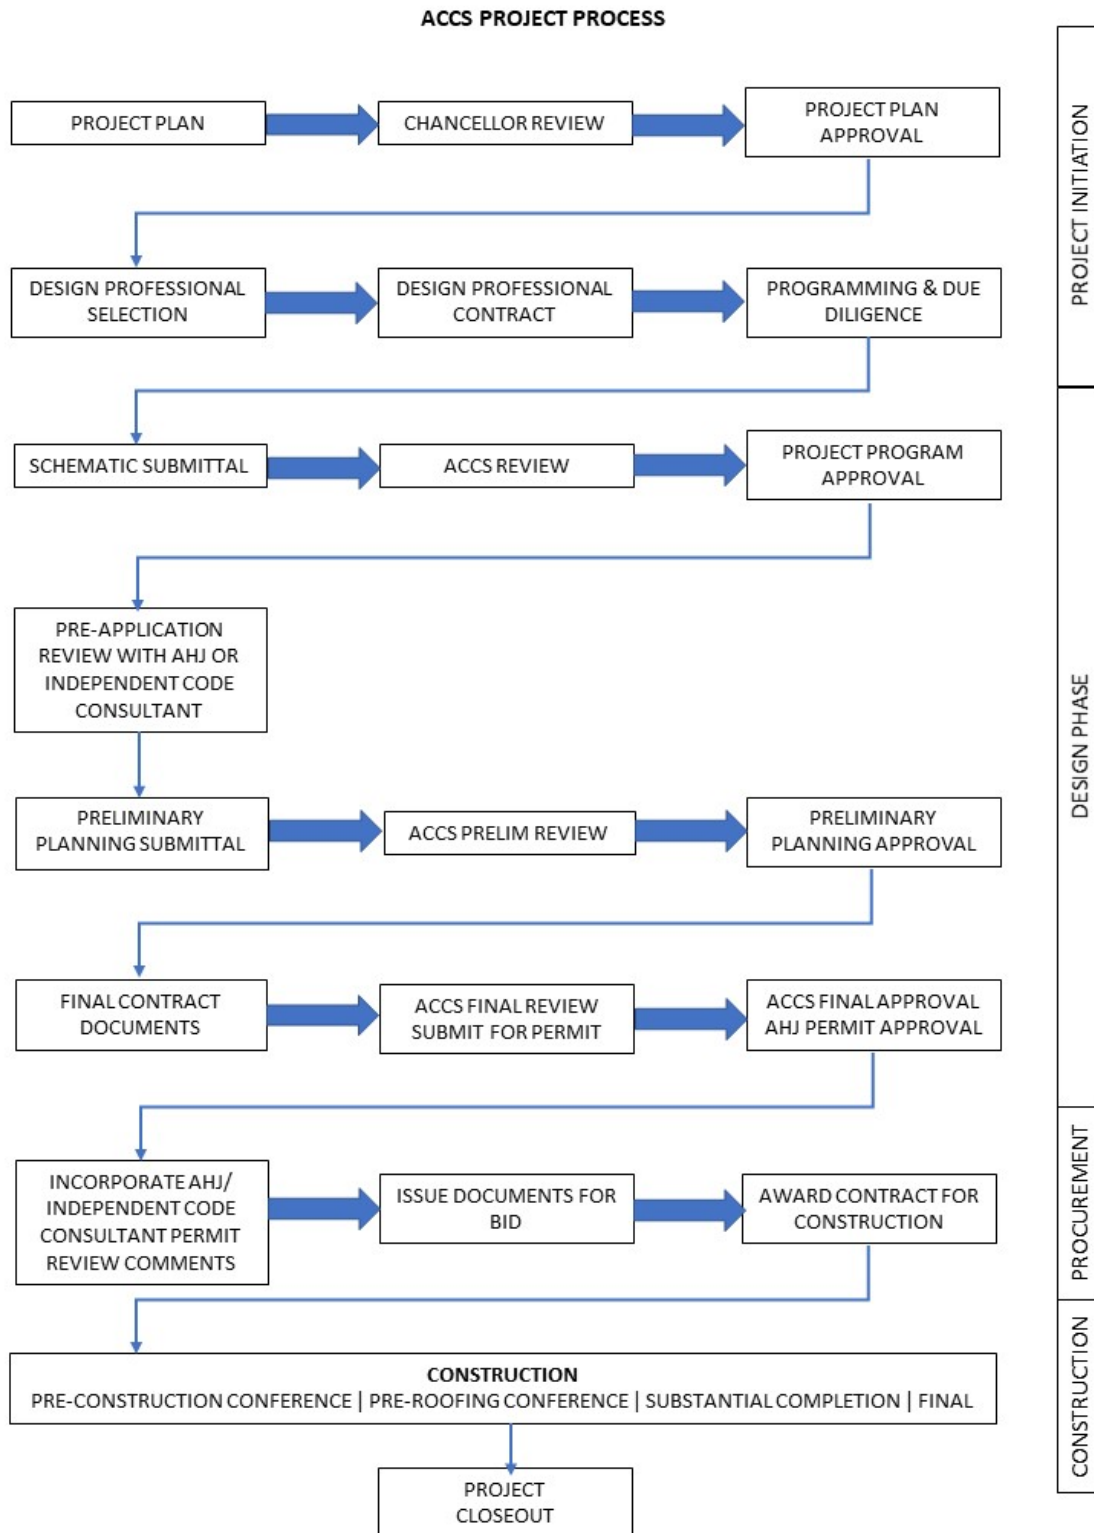 ACCS PROJECT PROCESS
PROJECT PLAN
CHANCELLOR REVIEW
PROJECT PLAN
APPROVAL
DESIGN PROFESSIONAL
SELECTION
DESIGN PROFESSIONAL
CONTRACT
PROGRAMMING & DUE
DILIGENCE
PROJECT INITIATION
SCHEMATIC SUBMITTAL
ACCS REVIEW
PROJECT PROGRAM
APPROVAL
PRE-APPLICATION
REVIEW WITH AHJ OR
INDEPENDENT CODE
CONSULTANT
PRELIMINARY
PLANNING SUBMITTAL
ACCS PRELIM REVIEW
PRELIMINARY
PLANNING APPROVAL
FINAL CONTRACT
DOCUMENTS
ACCS FINAL REVIEW
SUBMIT FOR PERMIT
ACCS FINAL APPROVAL
AHJ PERMIT APPROVAL
DESIGN PHASE
INCORPORATE AHJ/
INDEPENDENT CODE
CONSULTANT PERMIT
REVIEW COMMENTS
ISSUE DOCUMENTS FOR
BID
AWARD CONTRACT FOR
CONSTRUCTION
PROCUREMENT
CONSTRUCTION
PRE-CONSTRUCTION CONFERENCE | PRE-ROOFING CONFERENCE | SUBSTANTIAL COMPLETION | FINAL
PROJECT
CLOSEOUT
CONSTRUCTION